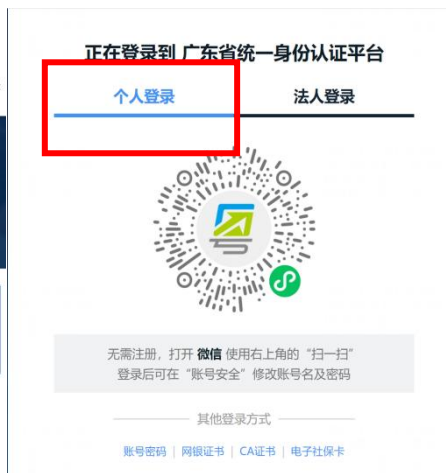 正在登录到 广东省统一身份认证平台
个人登录 法人登录
无需注册，打开 微信 使用右上角的“扫一扫”
登录后可在“账号安全”修改账号名及密码
其他登录方式
账号密码 | 网银证书 | CA证书 | 电子社保卡